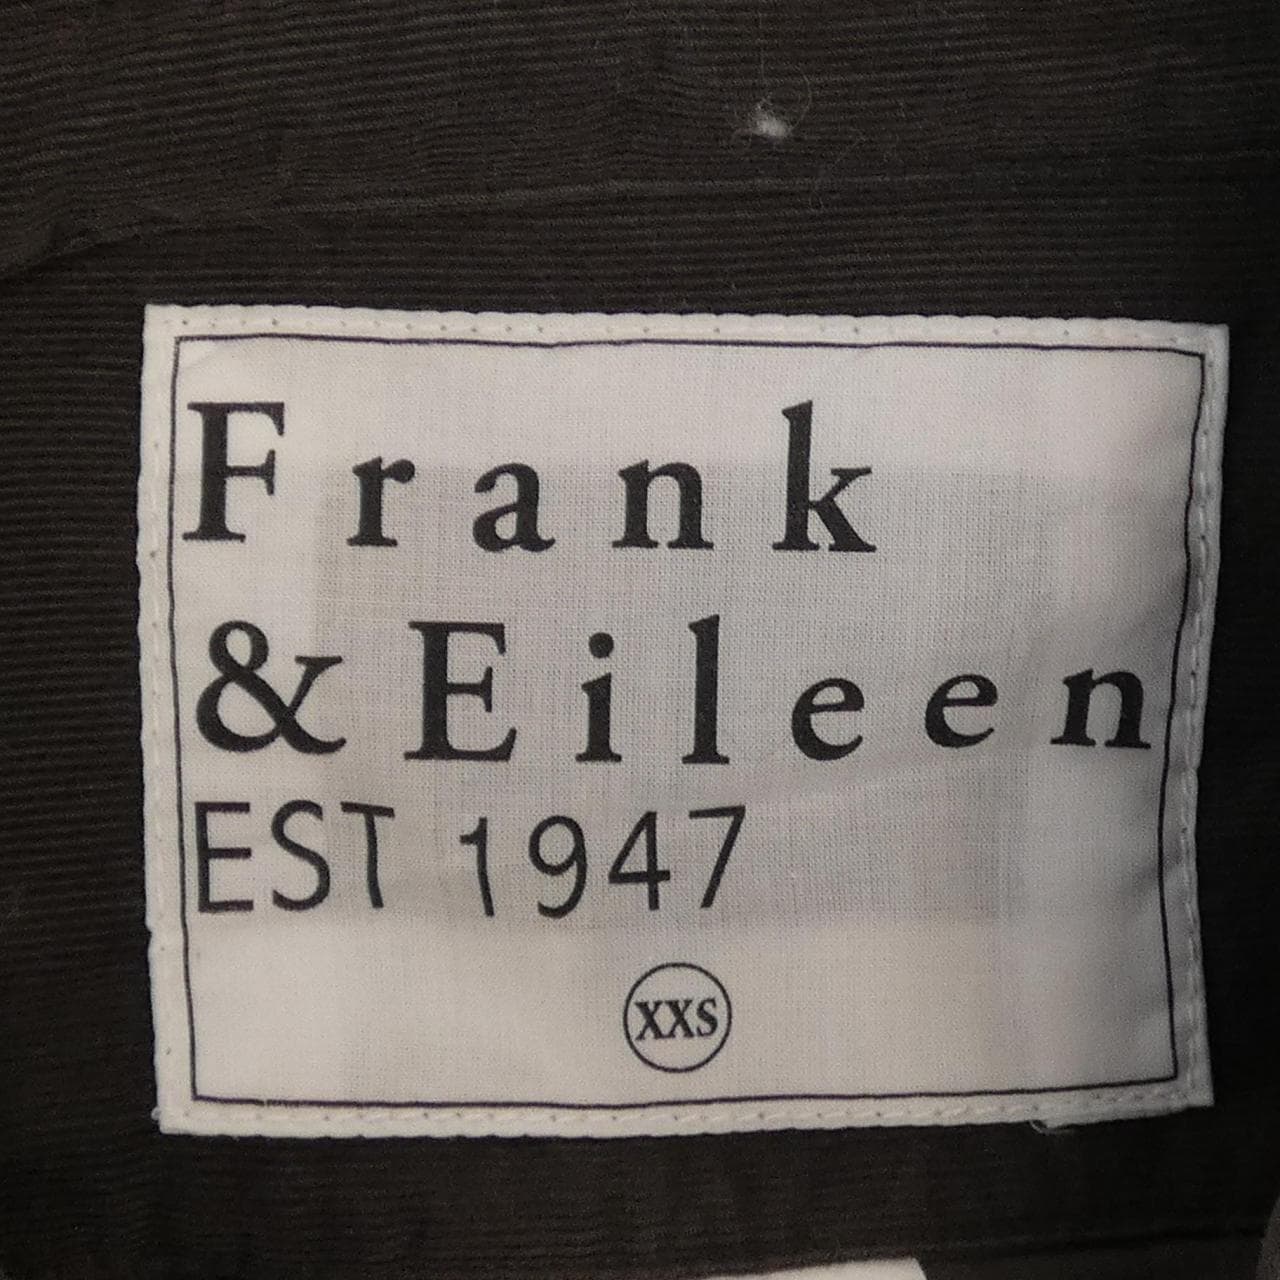 Frank
& Eileen
EST 1947
XXS